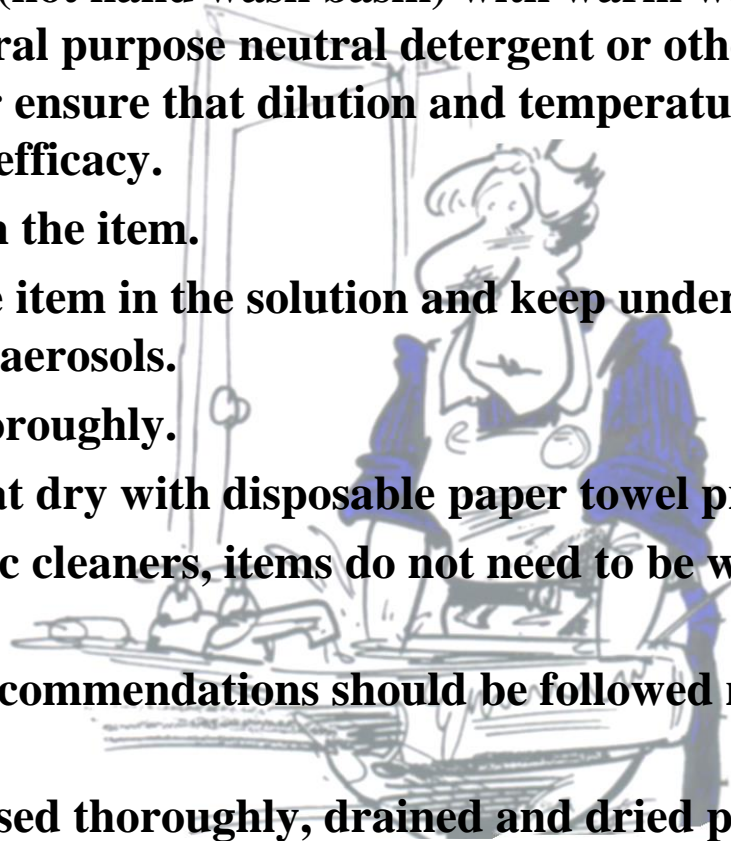 ral purpose neutral detergent or oth
ensure that dilution and temperatu
efficacy.
the item.
item in the solution and keep under
aerosols.
oroughly.
at dry with disposable paper towel p
c cleaners, items do not need to be w
commendations should be followed
sed thoroughly, drained and dried p